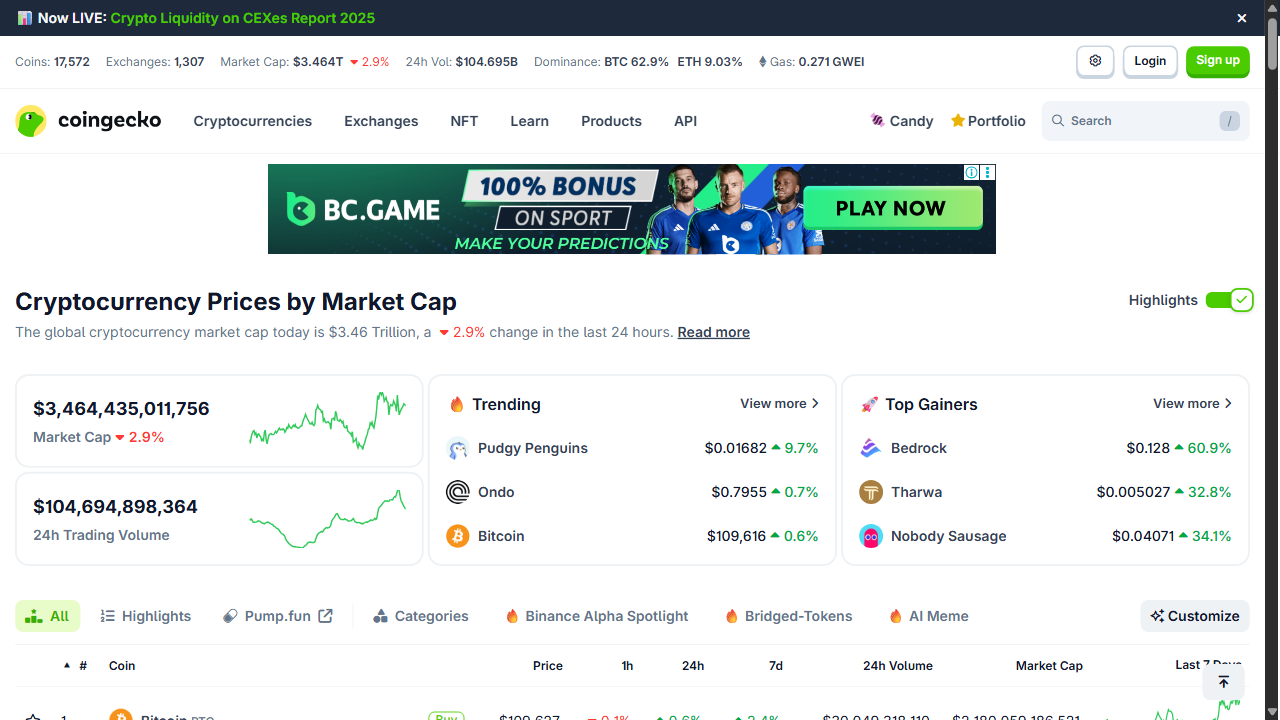 Now LIVE: Crypto Liquidity on CEXes Report 2025
Coins: 17,572 Exchanges: 1,307 Market Cap: $3.464T 2.9% 24h Vol: $104.695B Dominance: BTC 62.9% ETH 9.03% Gas: 0.271 GWEI Login Sign up
coingecko Cryptocurrencies Exchanges NFT Learn Products API Candy Portfolio Search /
BC.GAME 100% BONUS ON SPORT MAKE YOUR PREDICTIONS PLAY NOW
Cryptocurrency Prices by Market Cap Highlights
The global cryptocurrency market cap today is $3.46 Trillion, a 2.9% change in the last 24 hours. Read more
$3,464,435,011,756
Market Cap 2.9%
$104,694,898,364
24h Trading Volume
Trending View more
Pudgy Penguins $0.01682 9.7%
Ondo $0.7955 0.7%
Bitcoin $109,616 0.6%
Top Gainers View more
Bedrock $0.128 60.9%
Tharwa $0.005027 32.8%
Nobody Sausage $0.04071 34.1%
All Highlights Pump.fun Categories Binance Alpha Spotlight Bridged-Tokens AI Meme Customize
# Coin Price 1h 24h 7d 24h Volume Market Cap Last 7 Days
1 Bitcoin BTC Buy $109,627 0.1% 0.6% 2.4%